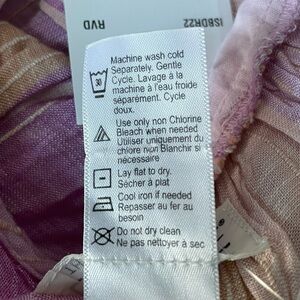 RVD
ISBDR22
Machine wash cold
Separately. Gentle
Cycle. Lavage à la
machine à l'eau froide
séparément. Cycle
doux.
30
Use only non Chlorine
Bleach when needed
Utiliser uniquement du
chlore non Blanchir si
nécessaire
Lay flat to dry.
Sécher à plat
Cool iron if needed
Repasser au fer au
besoin
Do not dry clean
Ne pas nettoyer à sec